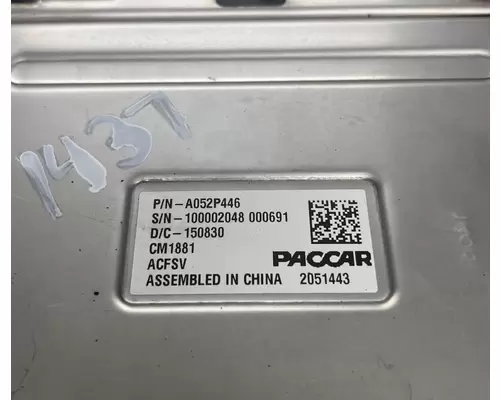 1437
P/N-A052P446
S/N-100002048 000691
D/C-150830
CM1881
ACFSV PACCAR
ASSEMBLED IN CHINA 2051443